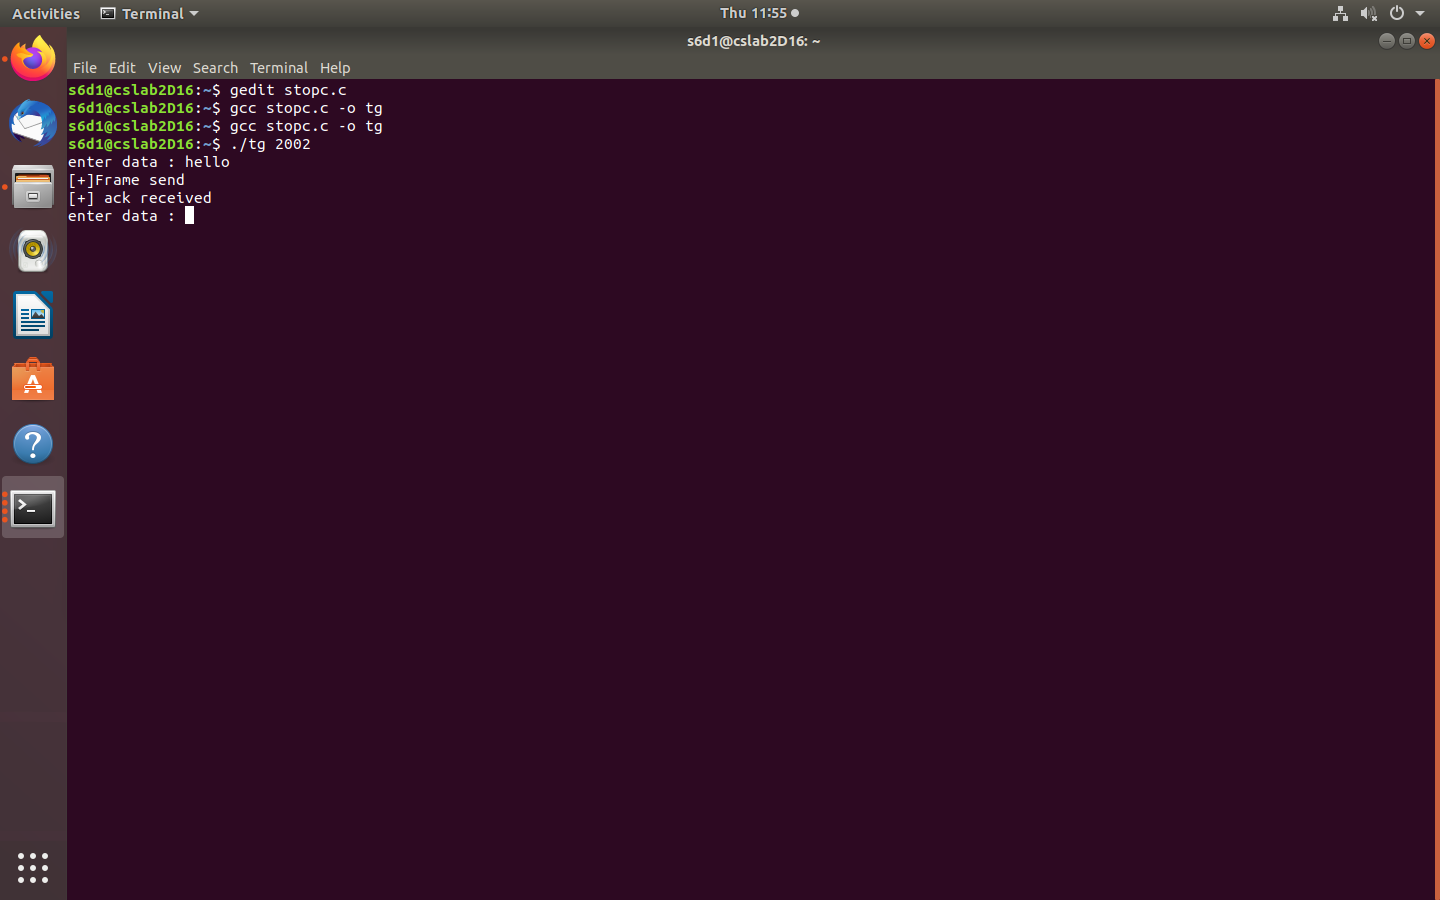 Activities Terminal Thu 11:55
s6d1@cslab2D16: ~
File Edit View Search Terminal Help
s6d1@cslab2D16:~$ gedit stopc.c
s6d1@cslab2D16:~$ gcc stopc.c -o tg
s6d1@cslab2D16:~$ gcc stopc.c -o tg
s6d1@cslab2D16:~$ ./tg 2002
enter data : hello
[+]Frame send
[+] ack received
enter data :